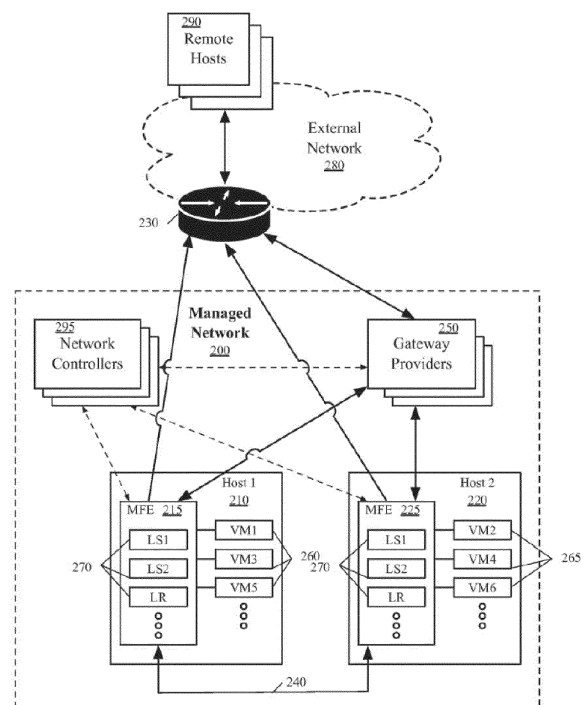 290
Remote
Hosts
External
Network
280
230
Managed
Network
200
295
Network
Controllers
250
Gateway
Providers
Host 1
210
MFE 215
LS1
LS2
LR
VM1
VM3
VM5
270
260
Host 2
220
MFE 225
LS1
LS2
LR
VM2
VM4
VM6
270
265
240